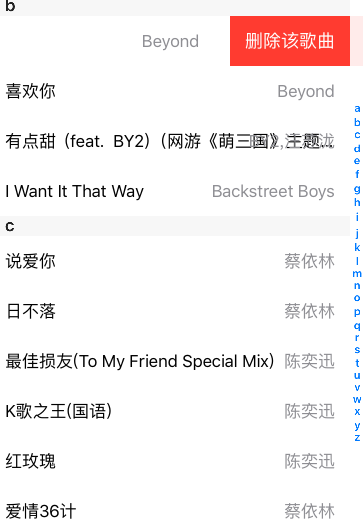 b
Beyond 删除该歌曲
喜欢你 Beyond
有点甜（feat. BY2）（网游《萌三国》主题...
I Want It That Way Backstreet Boys
c
说爱你 蔡依林
日不落 蔡依林
最佳损友(To My Friend Special Mix) 陈奕迅
K歌之王(国语) 陈奕迅
红玫瑰 陈奕迅
爱情36计 蔡依林
a
b
c
d
e
f
g
h
i
j
k
l
m
n
o
p
q
r
s
t
u
v
w
x
y
z